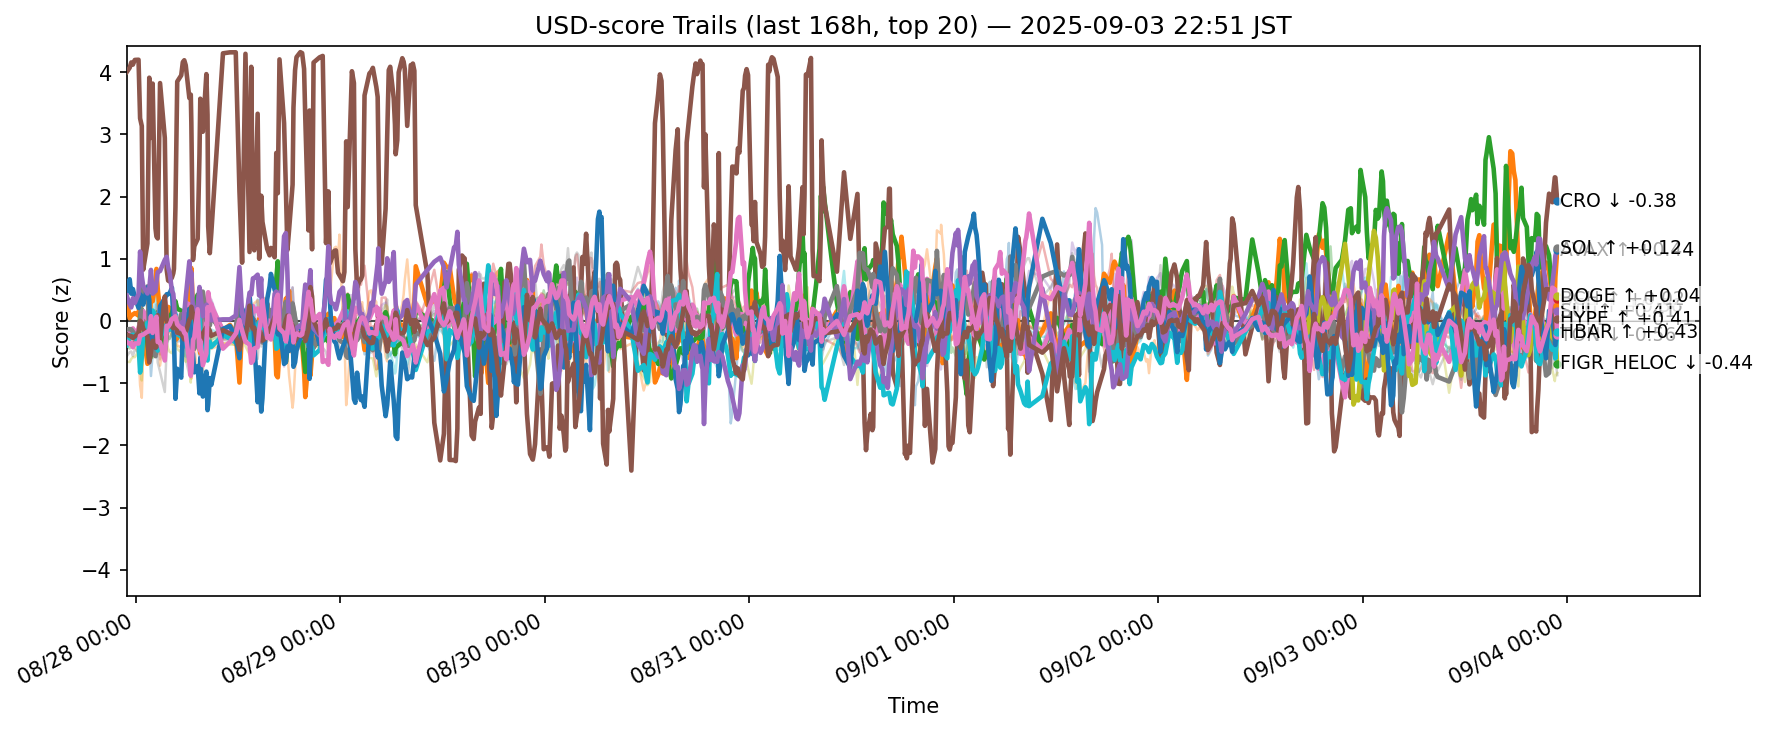 USD-score Trails (last 168h, top 20) — 2025-09-03 22:51 JST
Score (z)
4
3
2
1
0
−1
−2
−3
−4
CRO ↓ -0.38
SOL ↑ +0.12
DOGE ↑ +0.04
HYPE ↑ +0.41
HBAR ↑ +0.43
FIGR_HELOC ↓ -0.44
08/28 00:00
08/29 00:00
08/30 00:00
08/31 00:00
09/01 00:00
09/02 00:00
09/03 00:00
09/04 00:00
Time